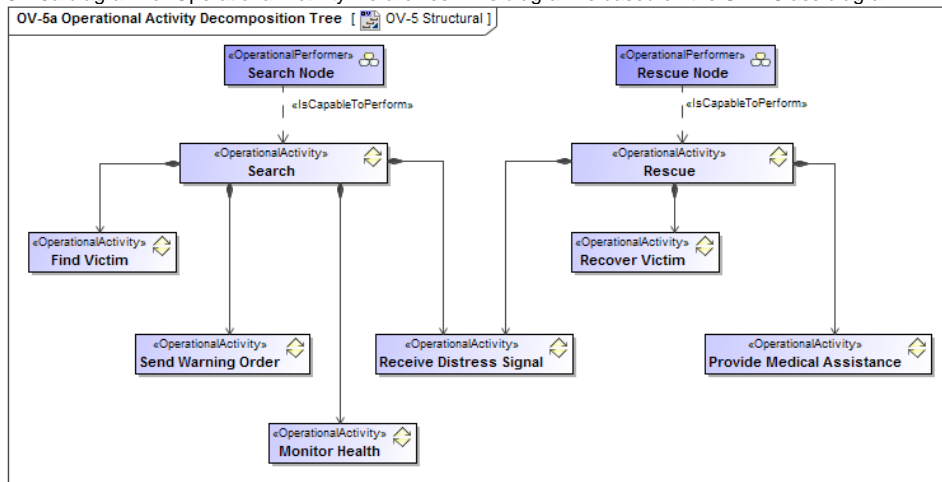 OV-5a Operational Activity Decomposition Tree [ OV-5 Structural ]
«OperationalPerformer»
Search Node
«OperationalPerformer»
Rescue Node
«IsCapableToPerform»
«IsCapableToPerform»
«OperationalActivity»
Search
«OperationalActivity»
Rescue
«OperationalActivity»
Find Victim
«OperationalActivity»
Recover Victim
«OperationalActivity»
Send Warning Order
«OperationalActivity»
Receive Distress Signal
«OperationalActivity»
Provide Medical Assistance
«OperationalActivity»
Monitor Health